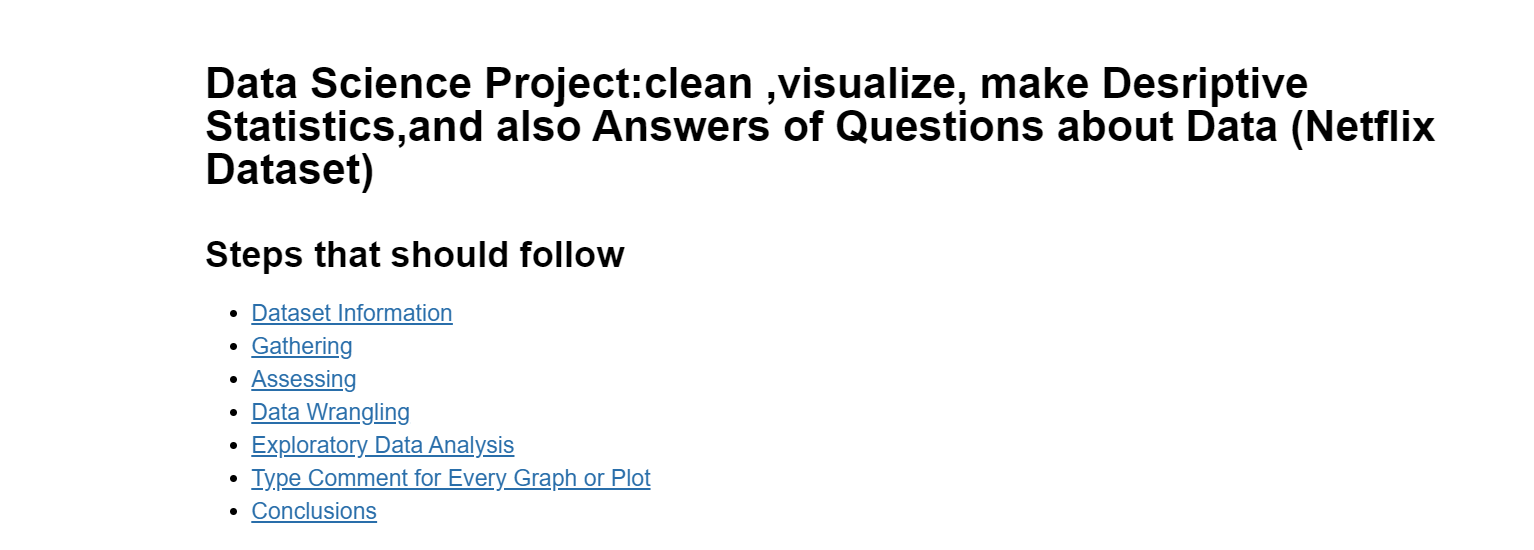 Data Science Project:clean ,visualize, make Desriptive
Statistics,and also Answers of Questions about Data (Netflix
Dataset)
Steps that should follow
Dataset Information
Gathering
Assessing
Data Wrangling
Exploratory Data Analysis
Type Comment for Every Graph or Plot
Conclusions